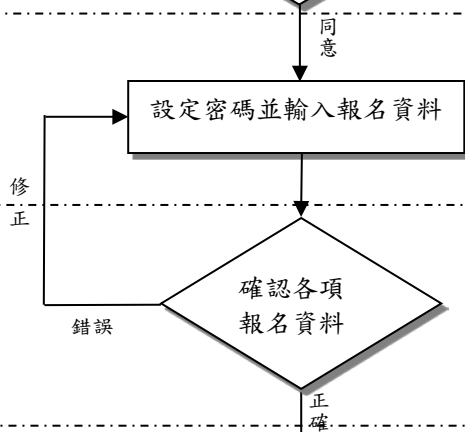 同意
設定密碼並輸入報名資料
修正
確認各項
報名資料
錯誤
正確